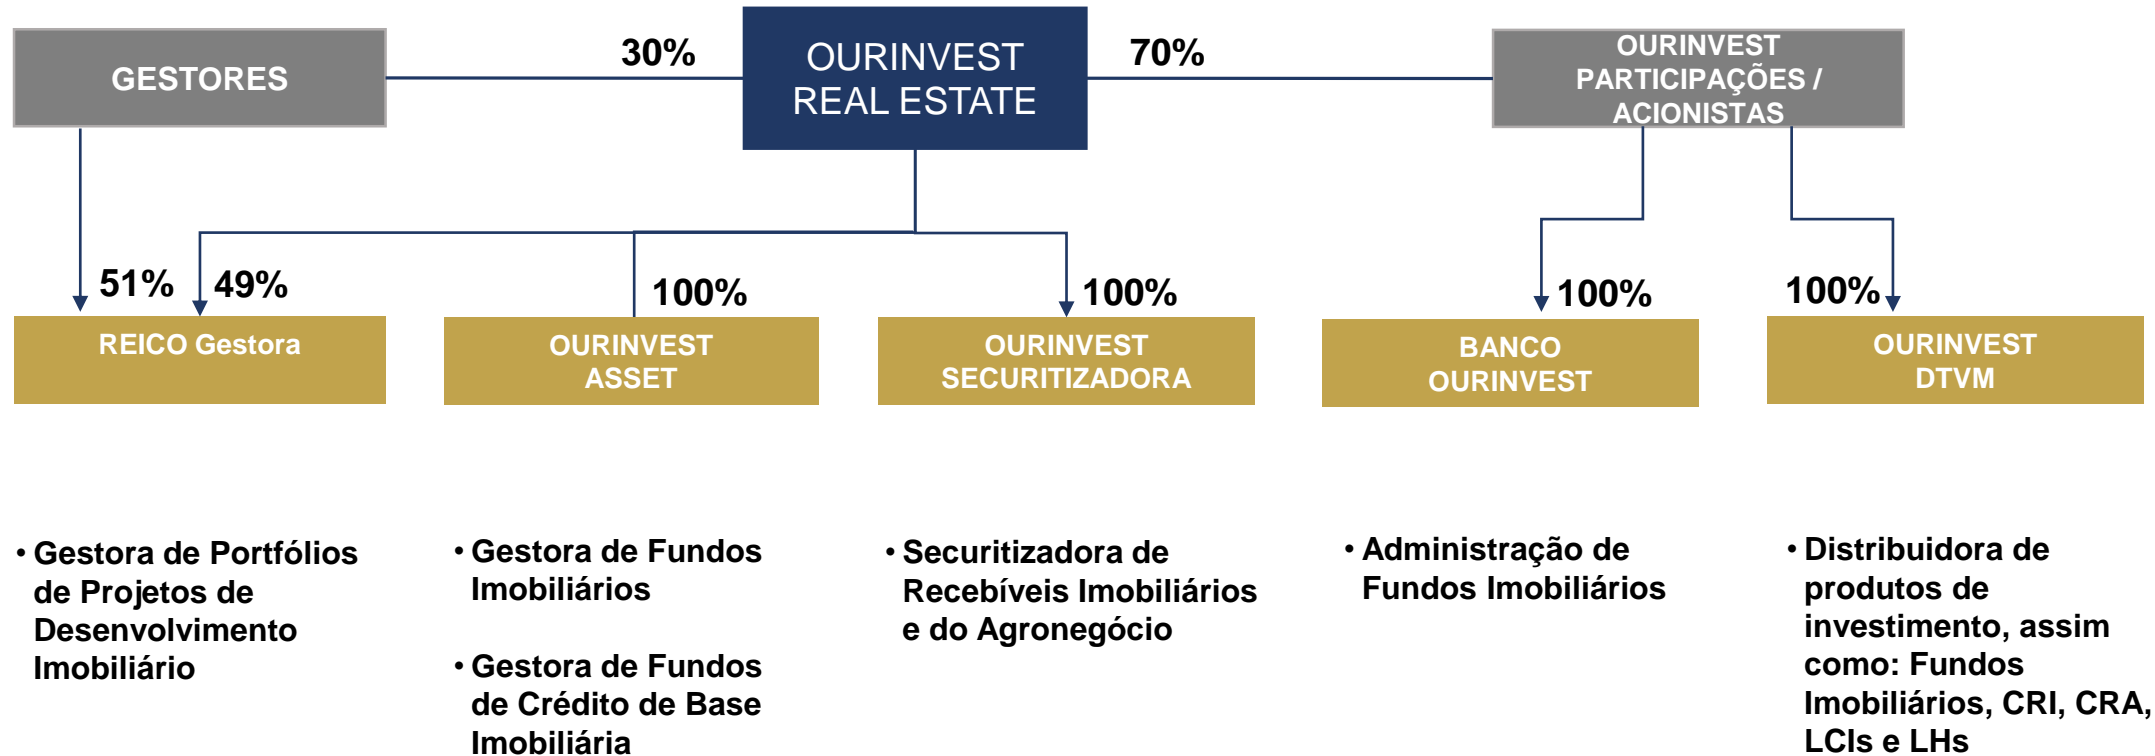 GESTORES
30%
OURINVEST
REAL ESTATE
70%
OURINVEST
PARTICIPAÇÕES /
ACIONISTAS
51%
49%
100%
100%
100%
100%
REICO Gestora
OURINVEST
ASSET
OURINVEST
SECURITIZADORA
BANCO
OURINVEST
OURINVEST
DTVM
• Gestora de Portfólios
de Projetos de
Desenvolvimento
Imobiliário
• Gestora de Fundos
Imobiliários
• Gestora de Fundos
de Crédito de Base
Imobiliária
• Securitizadora de
Recebíveis Imobiliários
e do Agronegócio
• Administração de
Fundos Imobiliários
• Distribuidora de
produtos de
investimento, assim
como: Fundos
Imobiliários, CRI, CRA,
LCIs e LHs